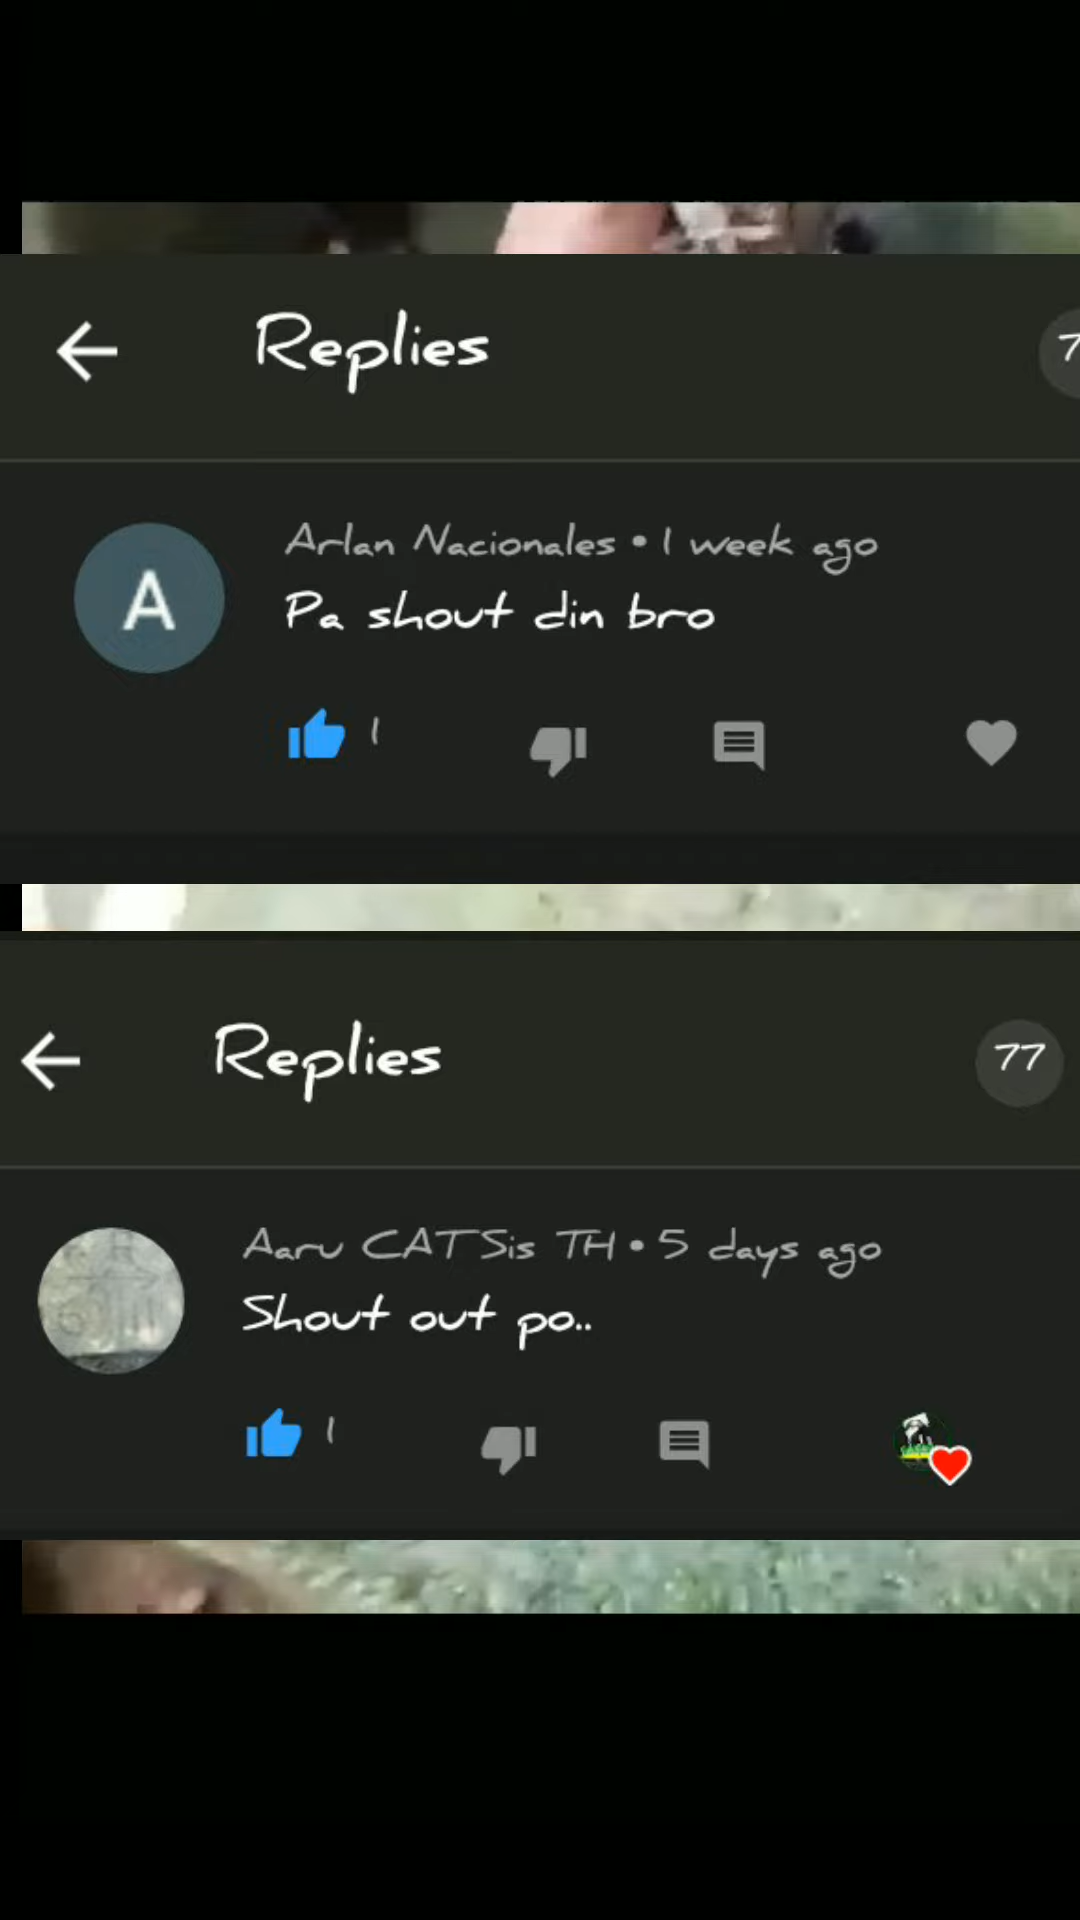 Replies
7
A
Arlan Nacionales • 1 week ago
Pa shout din bro
1
Replies
77
Aaru CATSis TH • 5 days ago
Shout out po..
1